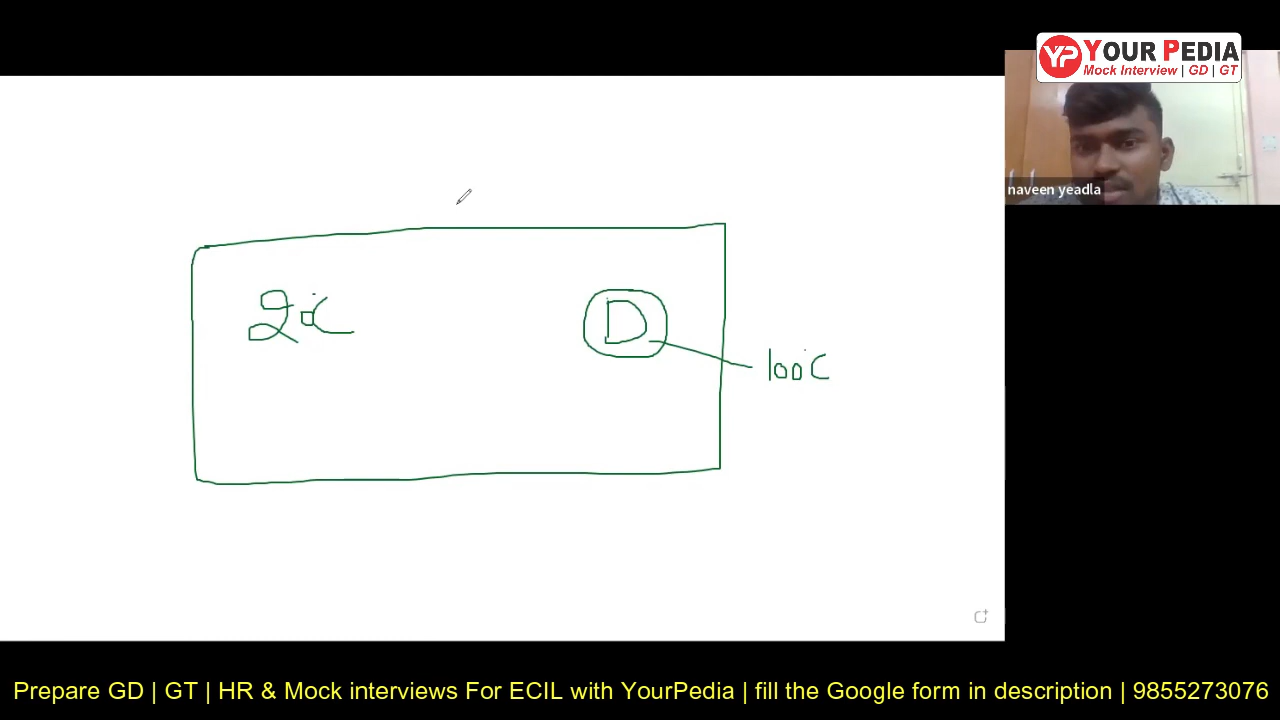 YP YOUR PEDIA
Mock Interview | GD | GT
naveen yeadla
20°C
D
100°C
Prepare GD | GT | HR & Mock interviews For ECIL with YourPedia | fill the Google form in description | 9855273076